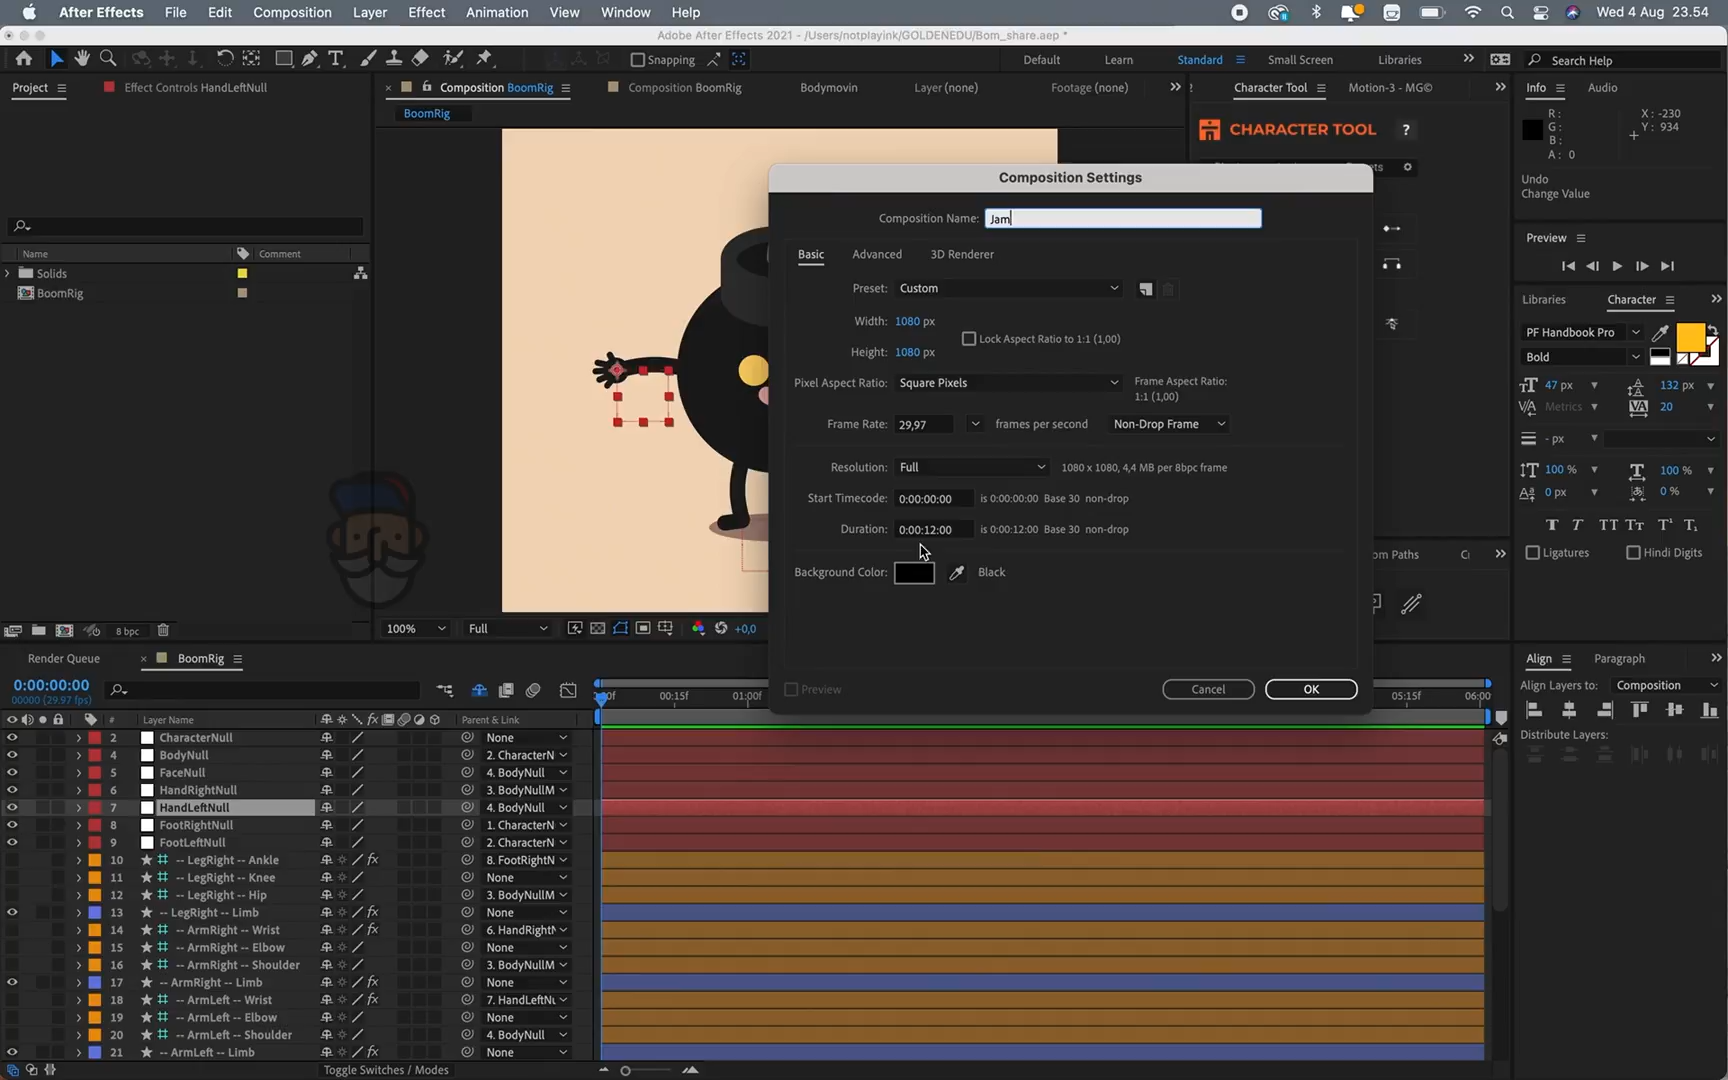 After Effects File Edit Composition Layer Effect Animation View Window Help Wed 4 Aug 23.54
Adobe After Effects 2021 - /Users/notplayink/GOLDENEDU/Bom_share.aep *
Snapping Default Learn Standard Small Screen Libraries Search Help
Project Effect Controls HandLeftNull Composition BoomRig Composition BoomRig Bodymovin Layer (none) Footage (none) Character Tool Motion-3 - MG© Info Audio
BoomRig
CHARACTER TOOL ?
R: X: -230
G: Y: 934
B:
A: 0
Undo
Change Value
Composition Settings
Composition Name: Jam
Basic Advanced 3D Renderer
Preset: Custom
Width: 1080 px
Lock Aspect Ratio to 1:1 (1,00)
Height: 1080 px
Pixel Aspect Ratio: Square Pixels Frame Aspect Ratio:
1:1 (1,00)
Frame Rate: 29,97 frames per second Non-Drop Frame
Resolution: Full 1080 x 1080, 4,4 MB per 8bpc frame
Start Timecode: 0:00:00:00 is 0:00:00:00 Base 30 non-drop
Duration: 0:00:12:00 is 0:00:12:00 Base 30 non-drop
Background Color: Black
Preview Cancel OK
Name Comment
Solids
BoomRig
8 bpc
100% Full +0,0
Preview
Libraries Character
PF Handbook Pro
Bold
47 px 132 px
Metrics 20
- px
100 % 100 %
0 px 0 %
Ligatures Hindi Digits
om Paths
Align Paragraph
Align Layers to: Composition
Distribute Layers:
Render Queue BoomRig
0:00:00:00
00000 (29.97 fps)
00:15f 01:00f 05:15f 06:00
# Layer Name Parent & Link
2 CharacterNull None
4 BodyNull 2. CharacterN
5 FaceNull 4. BodyNull
6 HandRightNull 3. BodyNullM
7 HandLeftNull 4. BodyNull
8 FootRightNull 1. CharacterN
9 FootLeftNull 2. CharacterN
10 -- LegRight -- Ankle 8. FootRightN
11 -- LegRight -- Knee None
12 -- LegRight -- Hip 3. BodyNullM
13 -- LegRight -- Limb None
14 -- ArmRight -- Wrist 6. HandRightN
15 -- ArmRight -- Elbow None
16 -- ArmRight -- Shoulder 3. BodyNullM
17 -- ArmRight -- Limb None
18 -- ArmLeft -- Wrist 7. HandLeftNu
19 -- ArmLeft -- Elbow None
20 -- ArmLeft -- Shoulder 4. BodyNull
21 -- ArmLeft -- Limb None
Toggle Switches / Modes